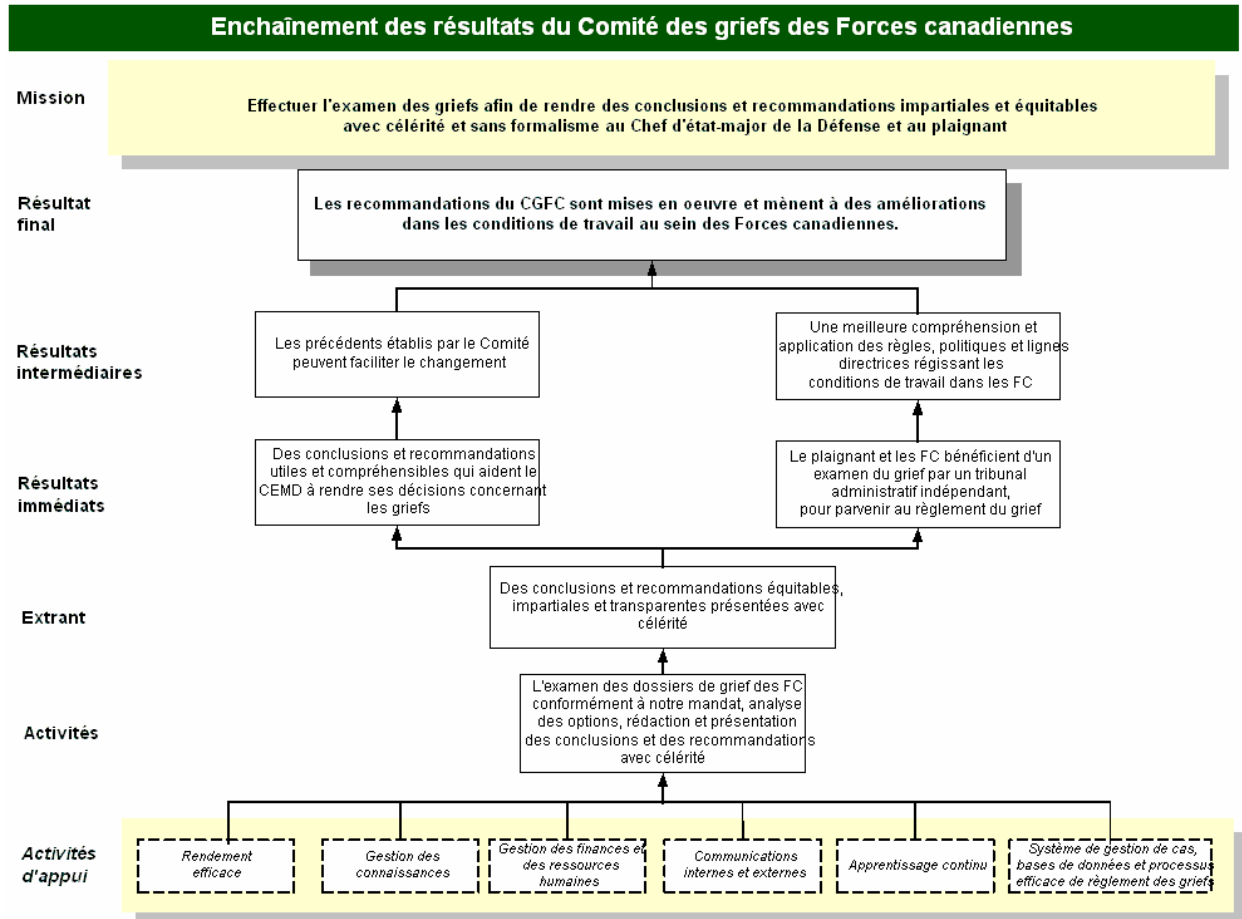 Enchaînement des résultats du Comité des griefs des Forces canadiennes
Mission
Effectuer l'examen des griefs afin de rendre des conclusions et recommandations impartiales et équitables
avec célérité et sans formalisme au Chef d'état-major de la Défense et au plaignant
Résultat
final
Les recommandations du CGFC sont mises en oeuvre et mènent à des améliorations
dans les conditions de travail au sein des Forces canadiennes.
Résultats
intermédiaires
Les précédents établis par le Comité
peuvent faciliter le changement
Une meilleure compréhension et
application des règles, politiques et lignes
directrices régissant les
conditions de travail dans les FC
Résultats
immédiats
Des conclusions et recommandations
utiles et compréhensibles qui aident le
CEMD à rendre ses décisions concernant
les griefs
Le plaignant et les FC bénéficient d'un
examen du grief par un tribunal
administratif indépendant,
pour parvenir au règlement du grief
Extrant
Des conclusions et recommandations équitables,
impartiales et transparentes présentées avec
célérité
Activités
L'examen des dossiers de grief des FC
conformément à notre mandat, analyse
des options, rédaction et présentation
des conclusions et des recommandations
avec célérité
Activités
d'appui
Rendement
efficace
Gestion des
connaissances
Gestion des finances et
des ressources
humaines
Communications
internes et externes
Apprentissage continu
Système de gestion de cas,
bases de données et processus
efficace de règlement des griefs